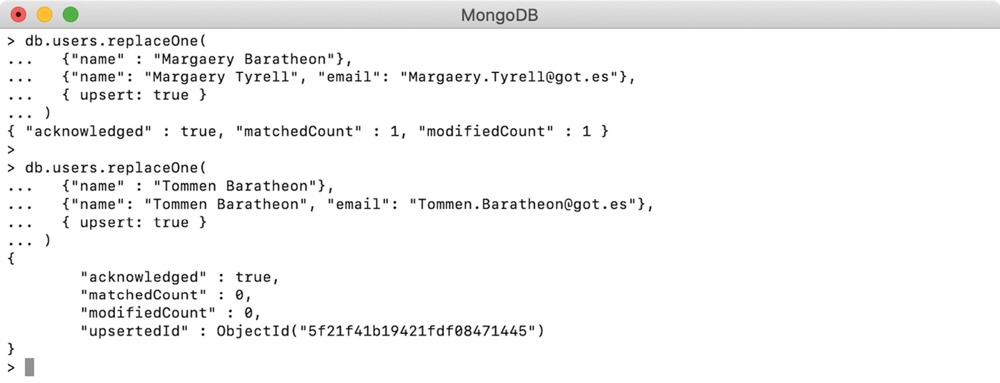 MongoDB
> db.users.replaceOne(
...   {"name" : "Margaery Baratheon"},
...   {"name": "Margaery Tyrell", "email": "Margaery.Tyrell@got.es"},
...   { upsert: true }
... )
{ "acknowledged" : true, "matchedCount" : 1, "modifiedCount" : 1 }
>
> db.users.replaceOne(
...   {"name" : "Tommen Baratheon"},
...   {"name": "Tommen Baratheon", "email": "Tommen.Baratheon@got.es"},
...   { upsert: true }
... )
{
        "acknowledged" : true,
        "matchedCount" : 0,
        "modifiedCount" : 0,
        "upsertedId" : ObjectId("5f21f41b19421fdf08471445")
}
>